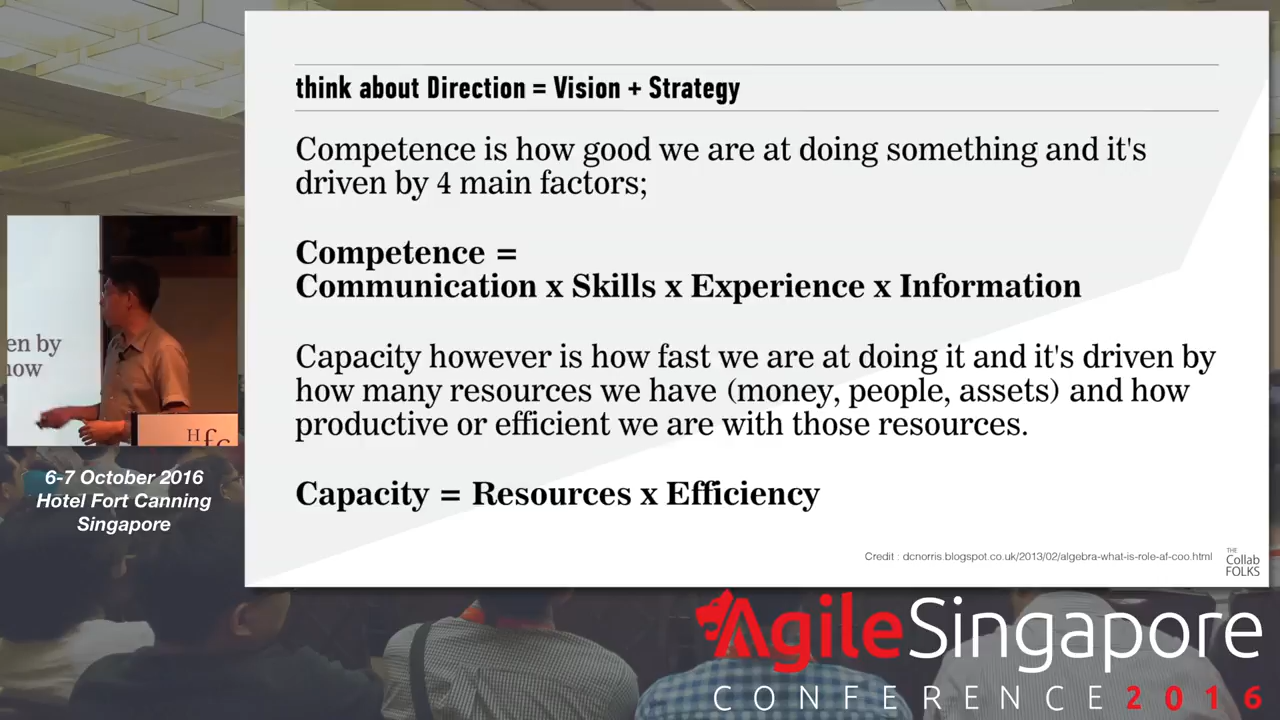 think about Direction = Vision + Strategy
Competence is how good we are at doing something and it's
driven by 4 main factors;
Competence =
Communication x Skills x Experience x Information
Capacity however is how fast we are at doing it and it's driven by
how many resources we have (money, people, assets) and how
productive or efficient we are with those resources.
Capacity = Resources x Efficiency
Credit : dcnorris.blogspot.co.uk/2013/02/algebra-what-is-role-af-coo.html
THE
Collab
FOLKS
en by
now
Hfc
6-7 October 2016
Hotel Fort Canning
Singapore
AgileSingapore
CONFERENCE 2016